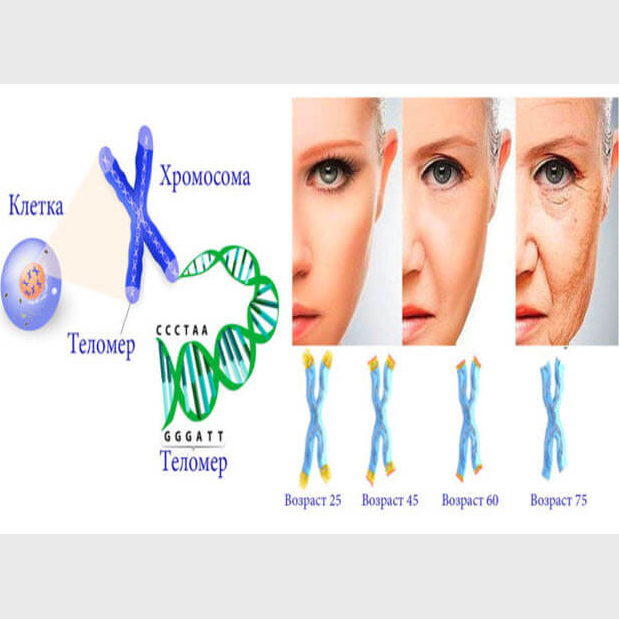 Клетка
Хромосома
Теломер
CCCTAA
GGGATT
Теломер
Возраст 25
Возраст 45
Возраст 60
Возраст 75